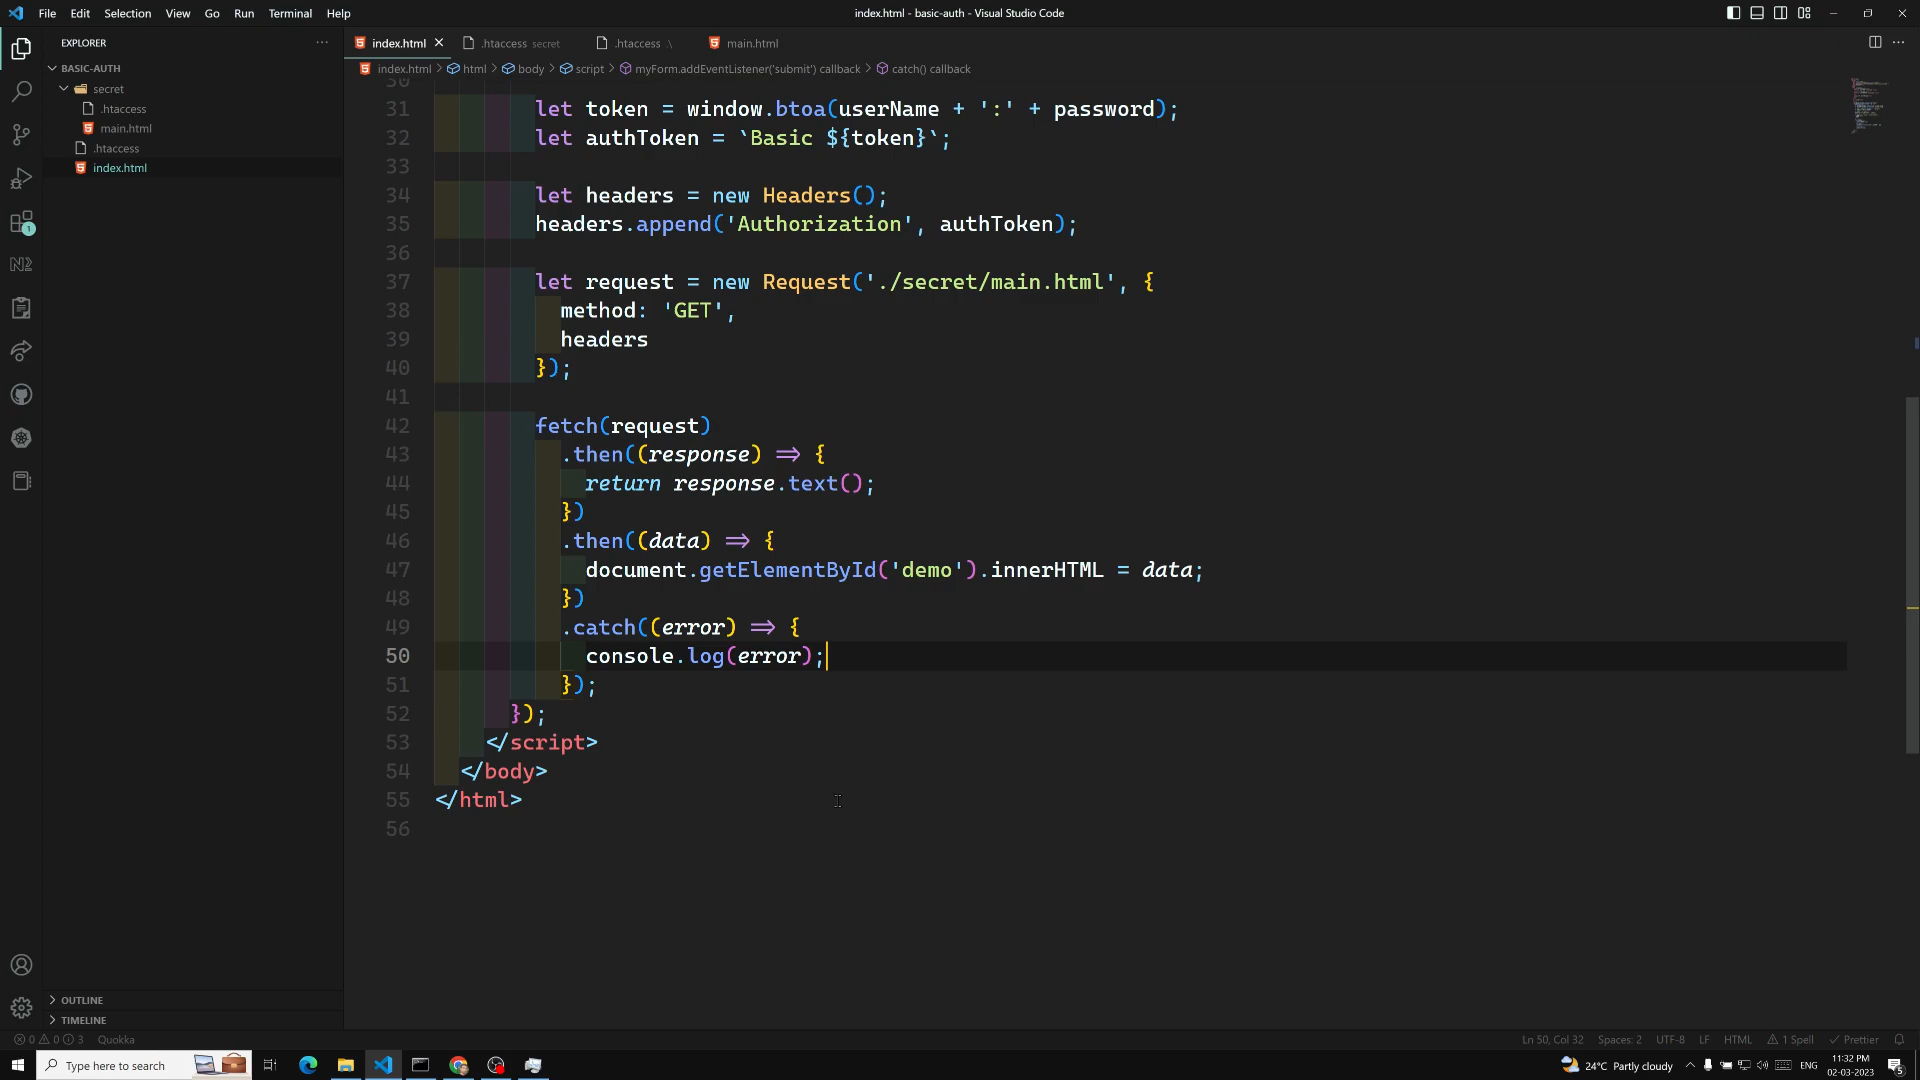 File Edit Selection View Go Run Terminal Help
index.html - basic-auth - Visual Studio Code
EXPLORER
BASIC-AUTH
secret
.htaccess
main.html
.htaccess
index.html
OUTLINE
TIMELINE
index.html .htaccess secret .htaccess .\ main.html
index.html > html > body > script > myForm.addEventListener('submit') callback > catch() callback
30
31 let token = window.btoa(userName + ':' + password);
32 let authToken = `Basic ${token}`;
33
34 let headers = new Headers();
35 headers.append('Authorization', authToken);
36
37 let request = new Request('./secret/main.html', {
38 method: 'GET',
39 headers
40 });
41
42 fetch(request)
43 .then((response) => {
44 return response.text();
45 })
46 .then((data) => {
47 document.getElementById('demo').innerHTML = data;
48 })
49 .catch((error) => {
50 console.log(error);
51 });
52 });
53 </script>
54 </body>
55 </html>
56
0 0 3 Quokka
Ln 50, Col 32 Spaces: 2 UTF-8 LF HTML 1 Spell Prettier
Type here to search
24°C Partly cloudy ENG
11:32 PM
02-03-2023
5